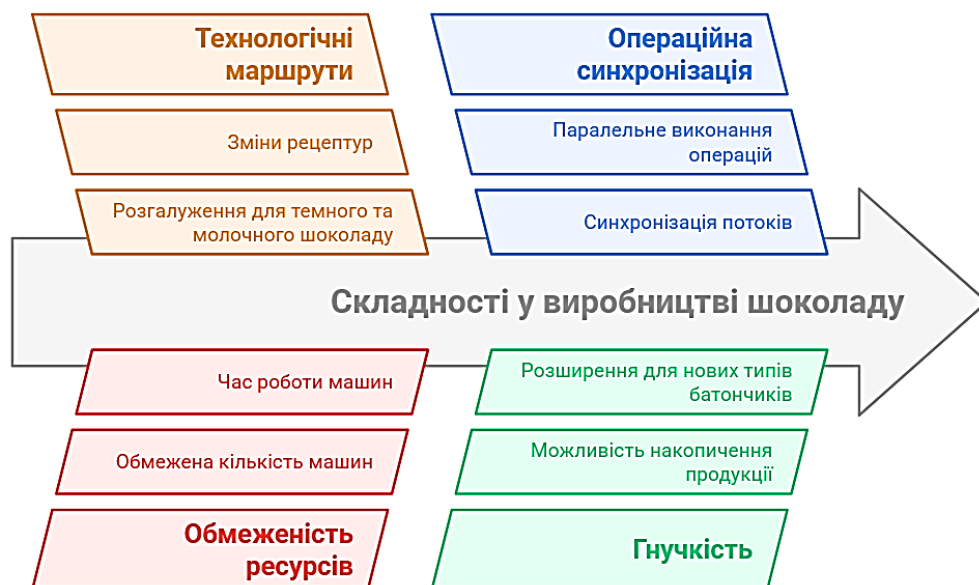 Технологічні
маршрути
Зміни рецептур
Розгалуження для темного та
молочного шоколаду
Операційна
синхронізація
Паралельне виконання
операцій
Синхронізація потоків
Складності у виробництві шоколаду
Час роботи машин
Обмежена кількість машин
Обмеженість
ресурсів
Розширення для нових типів
батончиків
Можливість накопичення
продукції
Гнучкість